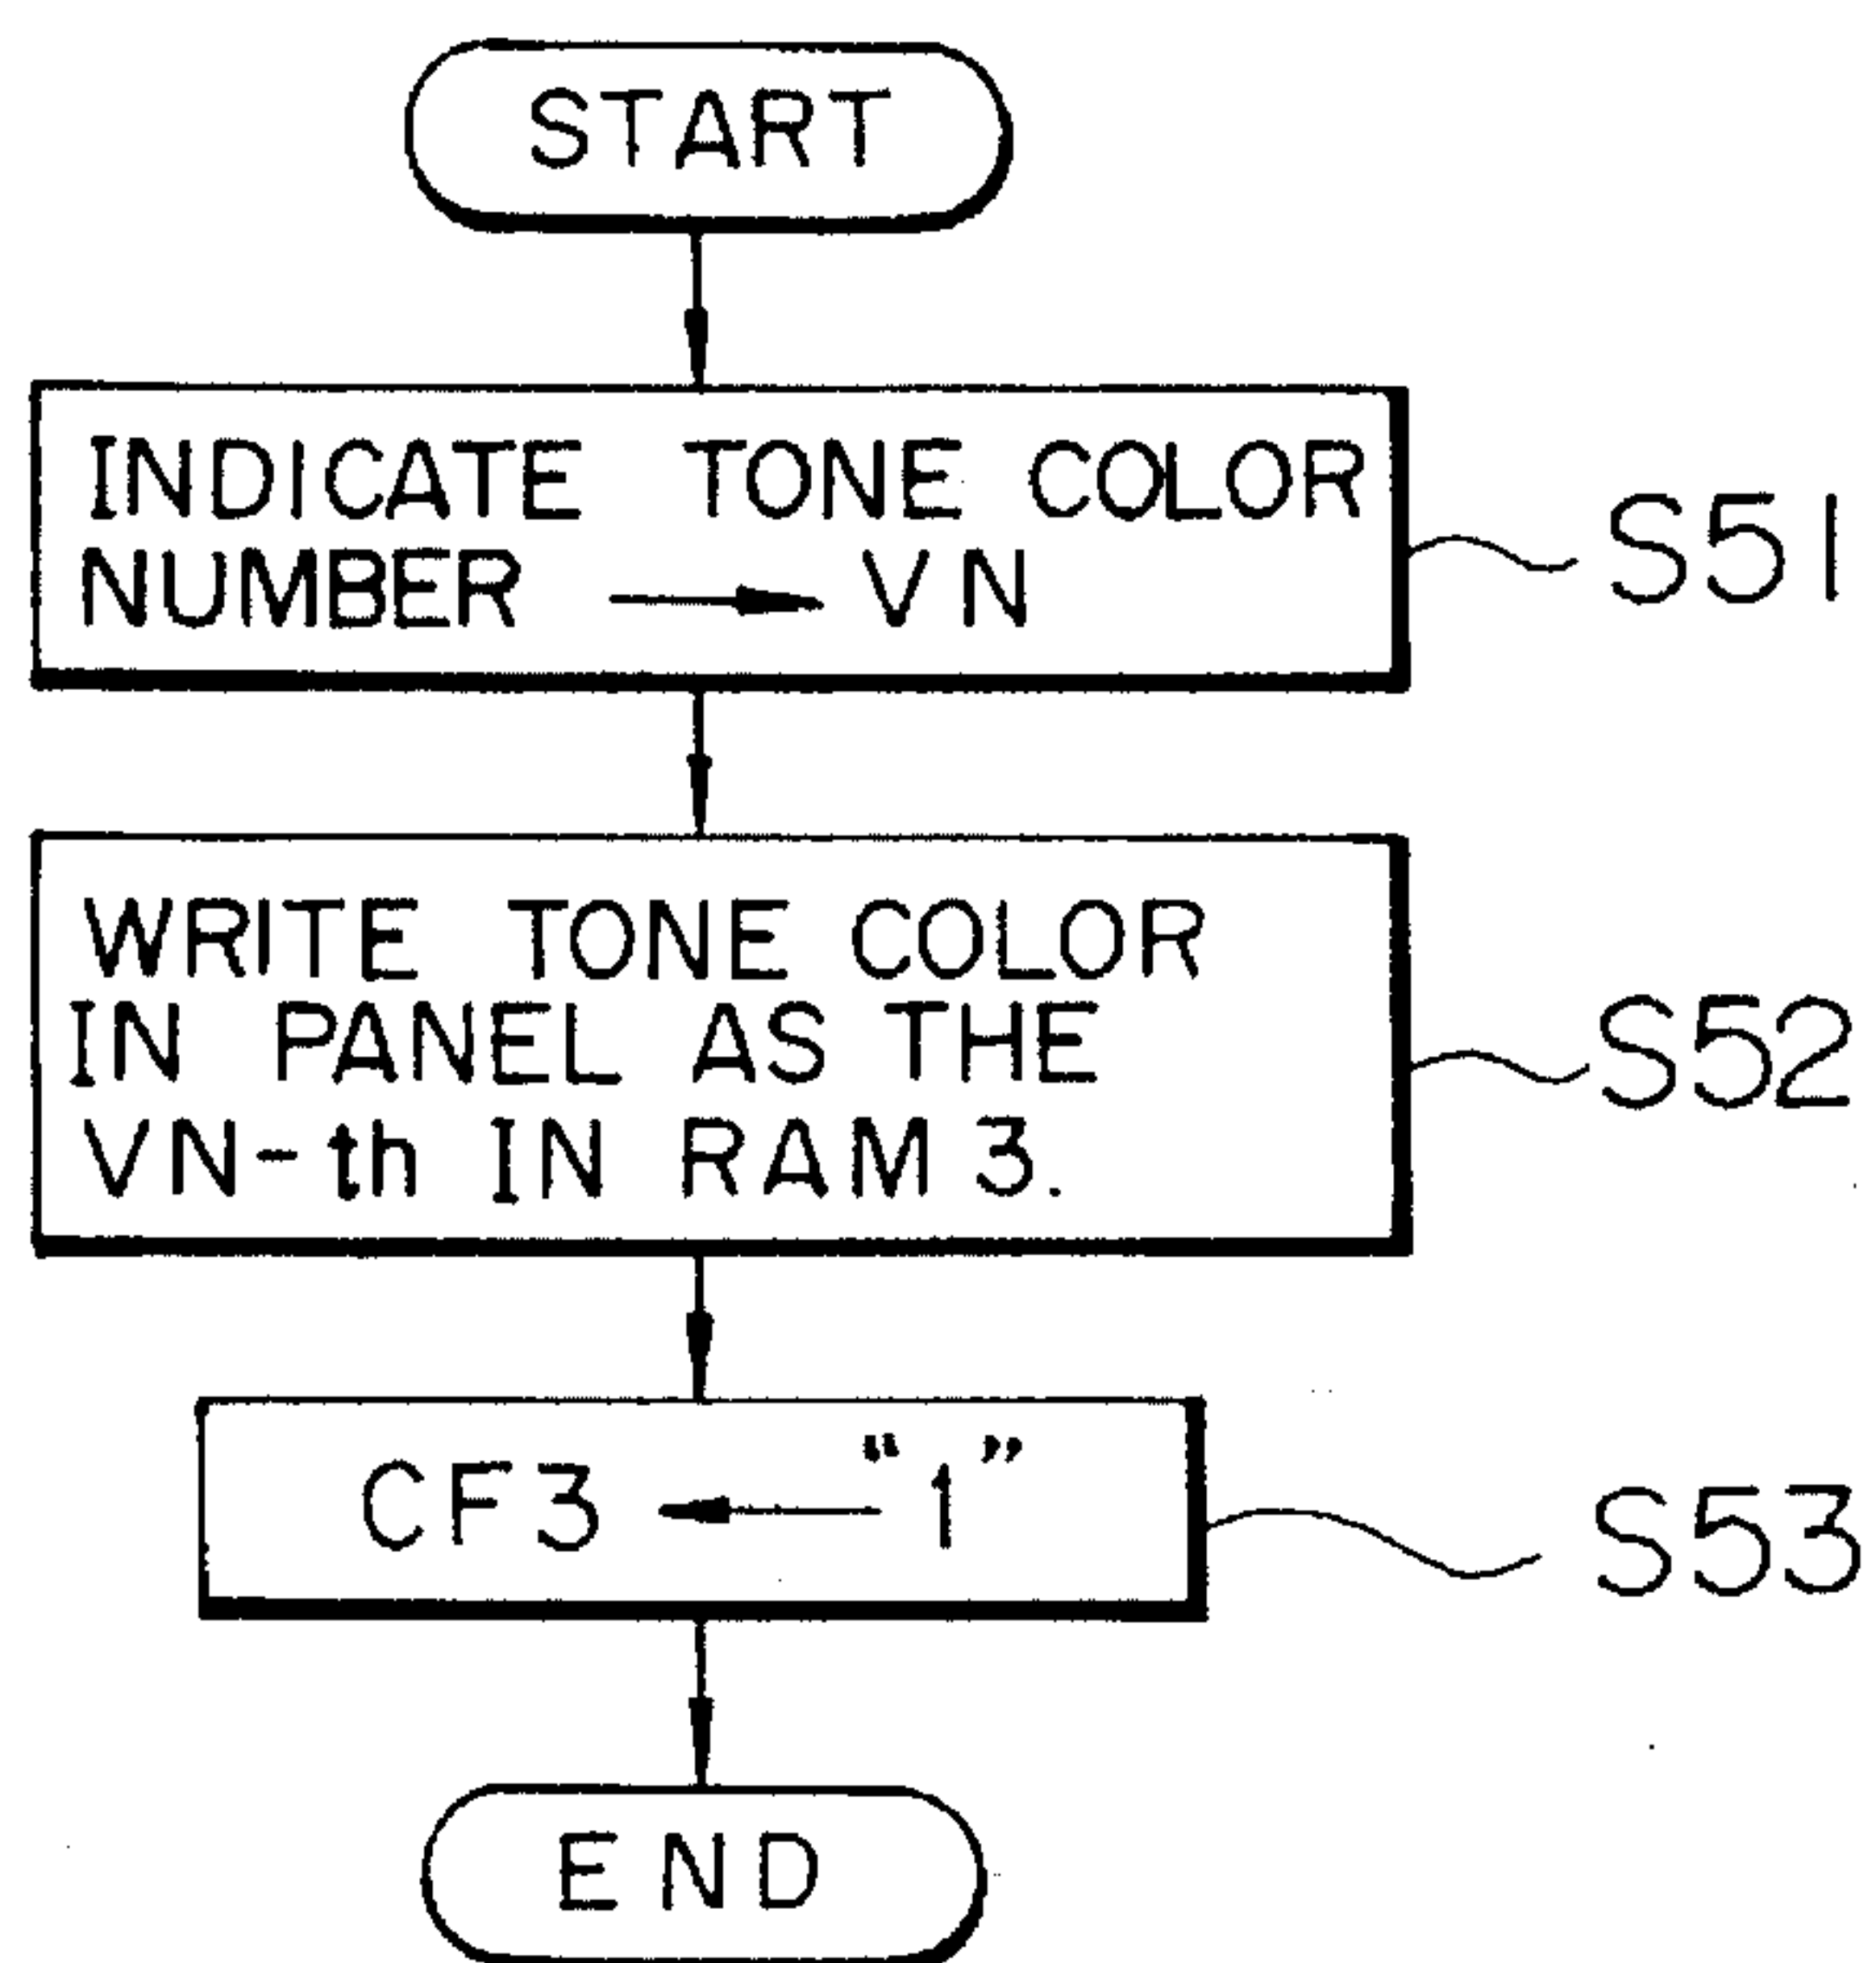 START
INDICATE TONE COLOR
NUMBER → VN
S51
WRITE TONE COLOR
IN PANEL AS THE
VN-th IN RAM 3.
S52
CF3 ← "1"
S53
END